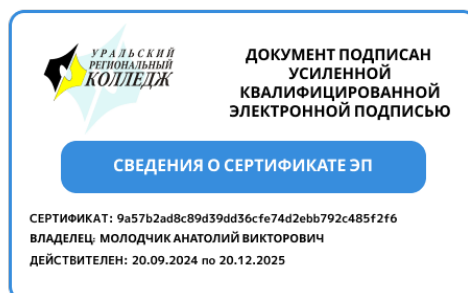 УРАЛЬСКИЙ
РЕГИОНАЛЬНЫЙ
КОЛЛЕДЖ
ДОКУМЕНТ ПОДПИСАН
УСИЛЕННОЙ
КВАЛИФИЦИРОВАННОЙ
ЭЛЕКТРОННОЙ ПОДПИСЬЮ
СВЕДЕНИЯ О СЕРТИФИКАТЕ ЭП
СЕРТИФИКАТ: 9a57b2ad8c89d39dd36cfe74d2ebb792c485f2f6
ВЛАДЕЛЕЦ: МОЛОДЧИК АНАТОЛИЙ ВИКТОРОВИЧ
ДЕЙСТВИТЕЛЕН: 20.09.2024 по 20.12.2025